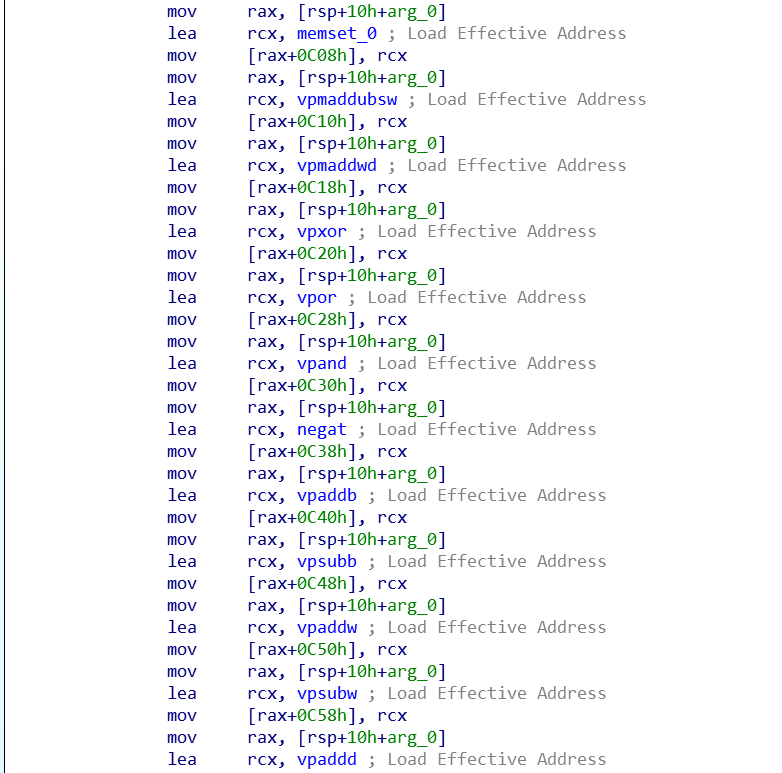 mov rax, [rsp+10h+arg_0]
lea rcx, memset_0 ; Load Effective Address
mov [rax+0C08h], rcx
mov rax, [rsp+10h+arg_0]
lea rcx, vpmaddubsw ; Load Effective Address
mov [rax+0C10h], rcx
mov rax, [rsp+10h+arg_0]
lea rcx, vpmaddwd ; Load Effective Address
mov [rax+0C18h], rcx
mov rax, [rsp+10h+arg_0]
lea rcx, vpxor ; Load Effective Address
mov [rax+0C20h], rcx
mov rax, [rsp+10h+arg_0]
lea rcx, vpor ; Load Effective Address
mov [rax+0C28h], rcx
mov rax, [rsp+10h+arg_0]
lea rcx, vpand ; Load Effective Address
mov [rax+0C30h], rcx
mov rax, [rsp+10h+arg_0]
lea rcx, negat ; Load Effective Address
mov [rax+0C38h], rcx
mov rax, [rsp+10h+arg_0]
lea rcx, vpaddb ; Load Effective Address
mov [rax+0C40h], rcx
mov rax, [rsp+10h+arg_0]
lea rcx, vpsubb ; Load Effective Address
mov [rax+0C48h], rcx
mov rax, [rsp+10h+arg_0]
lea rcx, vpaddw ; Load Effective Address
mov [rax+0C50h], rcx
mov rax, [rsp+10h+arg_0]
lea rcx, vpsubw ; Load Effective Address
mov [rax+0C58h], rcx
mov rax, [rsp+10h+arg_0]
lea rcx, vpaddd ; Load Effective Address